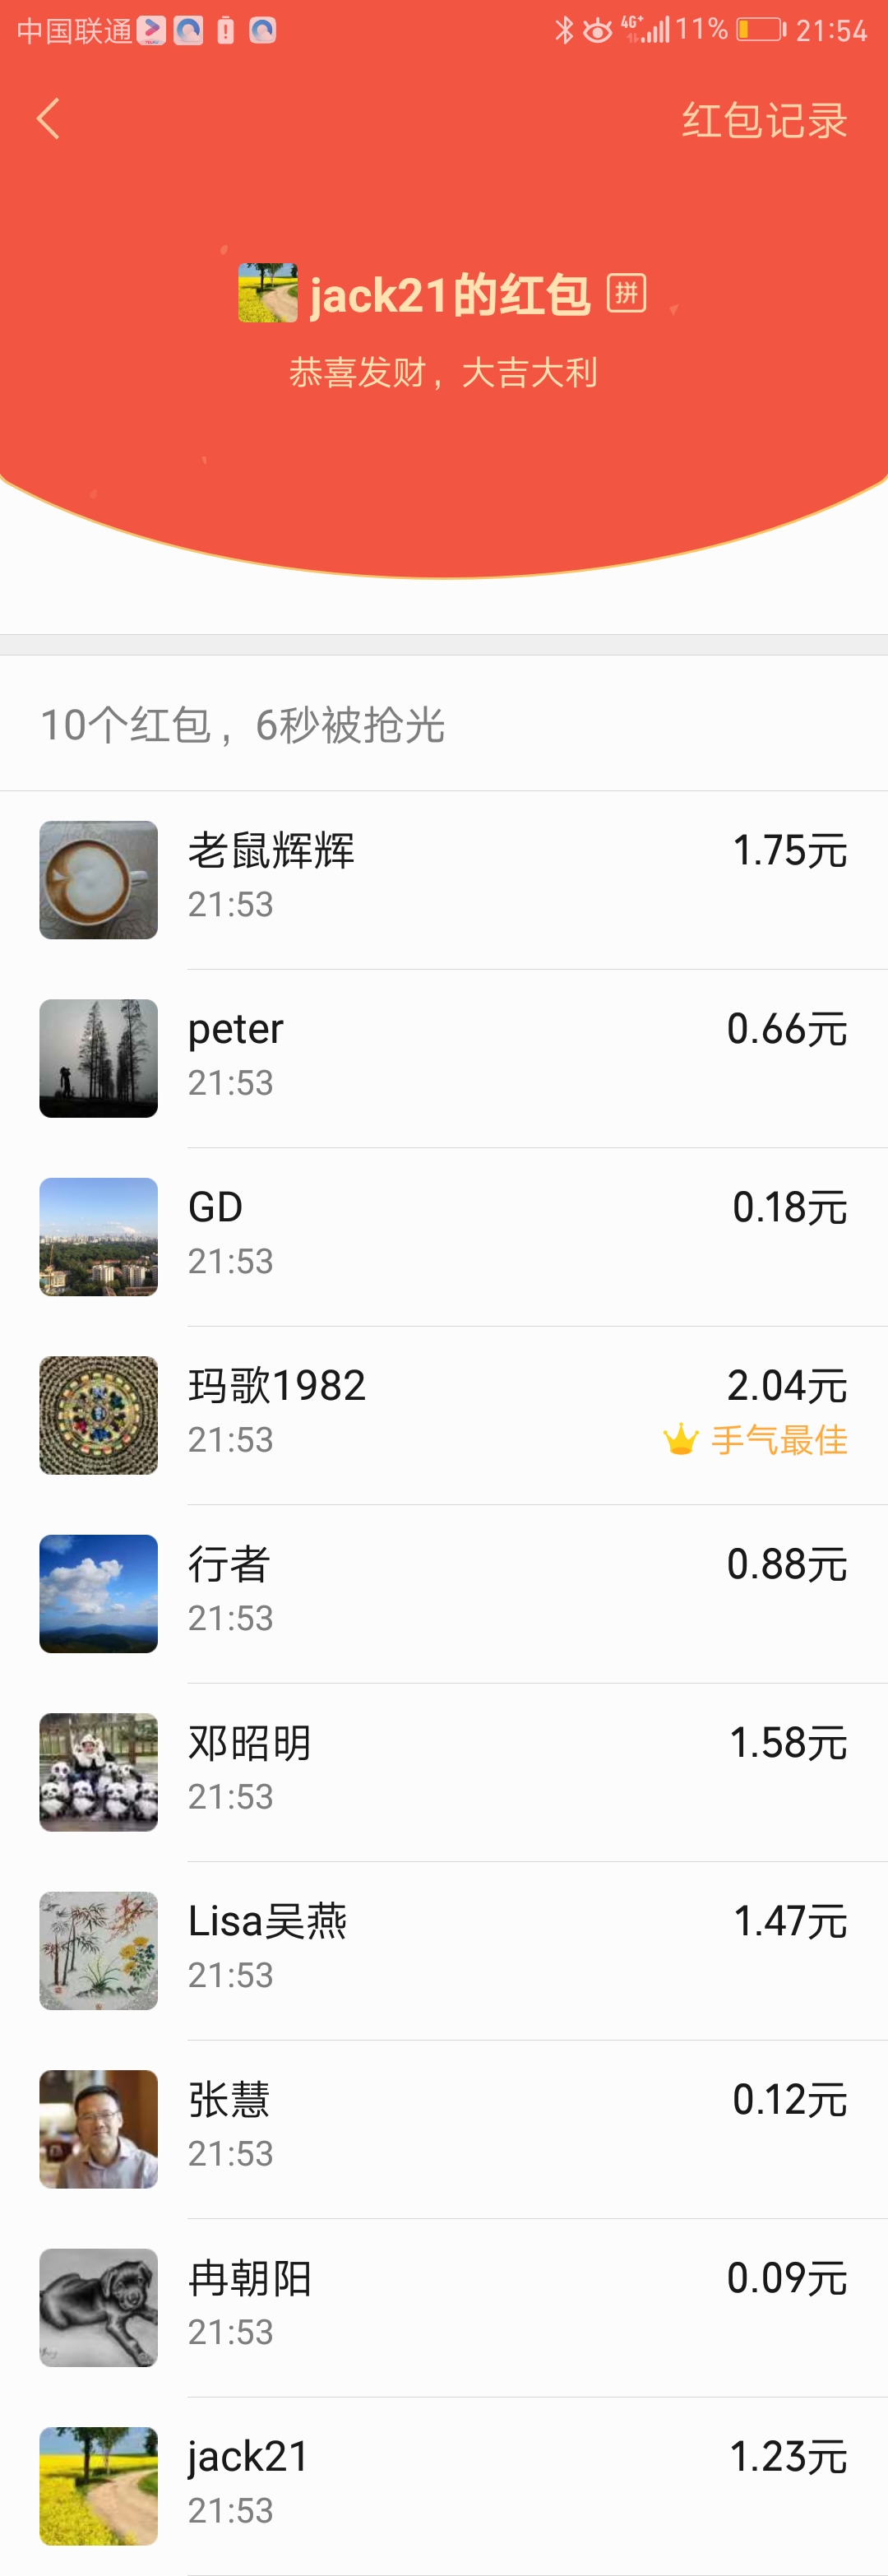 中国联通 4G+ 11% 21:54
红包记录
jack21的红包 拼
恭喜发财，大吉大利
10个红包，6秒被抢光
老鼠辉辉 1.75元
21:53
peter 0.66元
21:53
GD 0.18元
21:53
玛歌1982 2.04元
21:53 手气最佳
行者 0.88元
21:53
邓昭明 1.58元
21:53
Lisa吴燕 1.47元
21:53
张慧 0.12元
21:53
冉朝阳 0.09元
21:53
jack21 1.23元
21:53